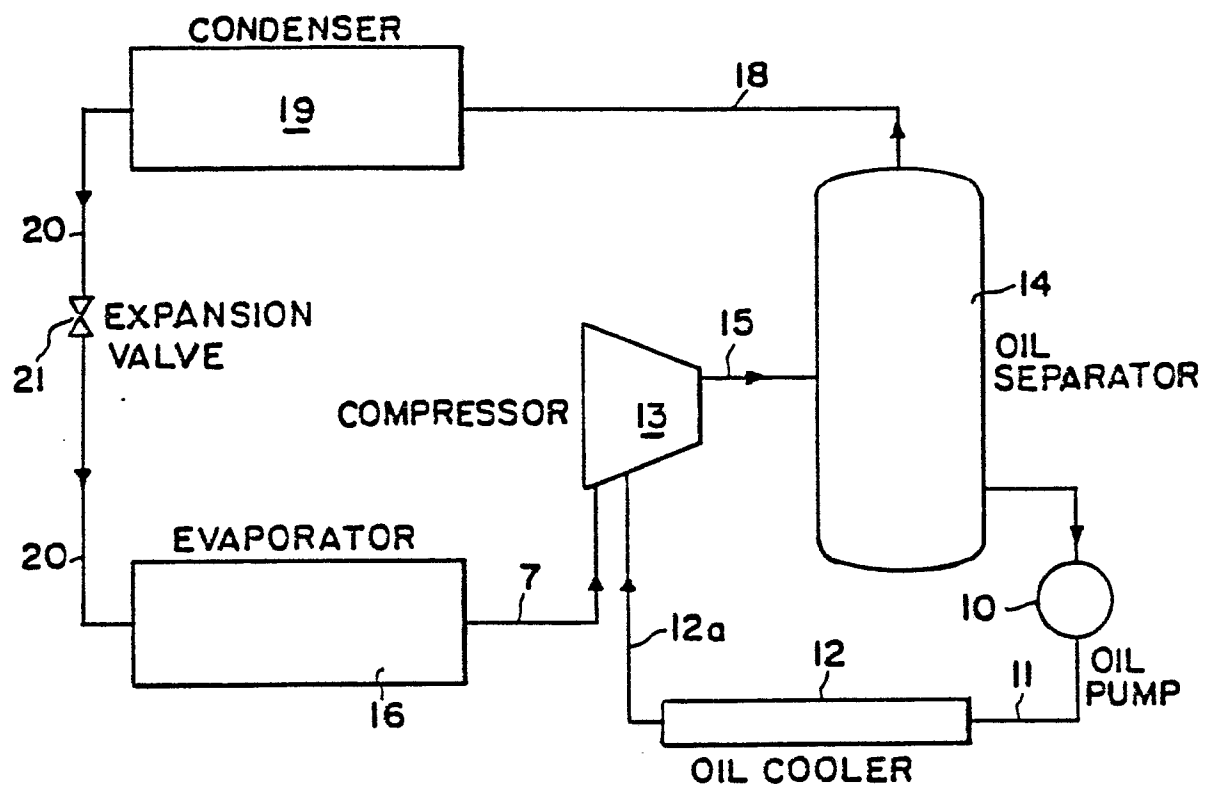 CONDENSER
19
18
20
14
EXPANSION
VALVE
21
15
OIL
SEPARATOR
COMPRESSOR
13
EVAPORATOR
20
7
10
12a
12
11
OIL
PUMP
16
OIL COOLER